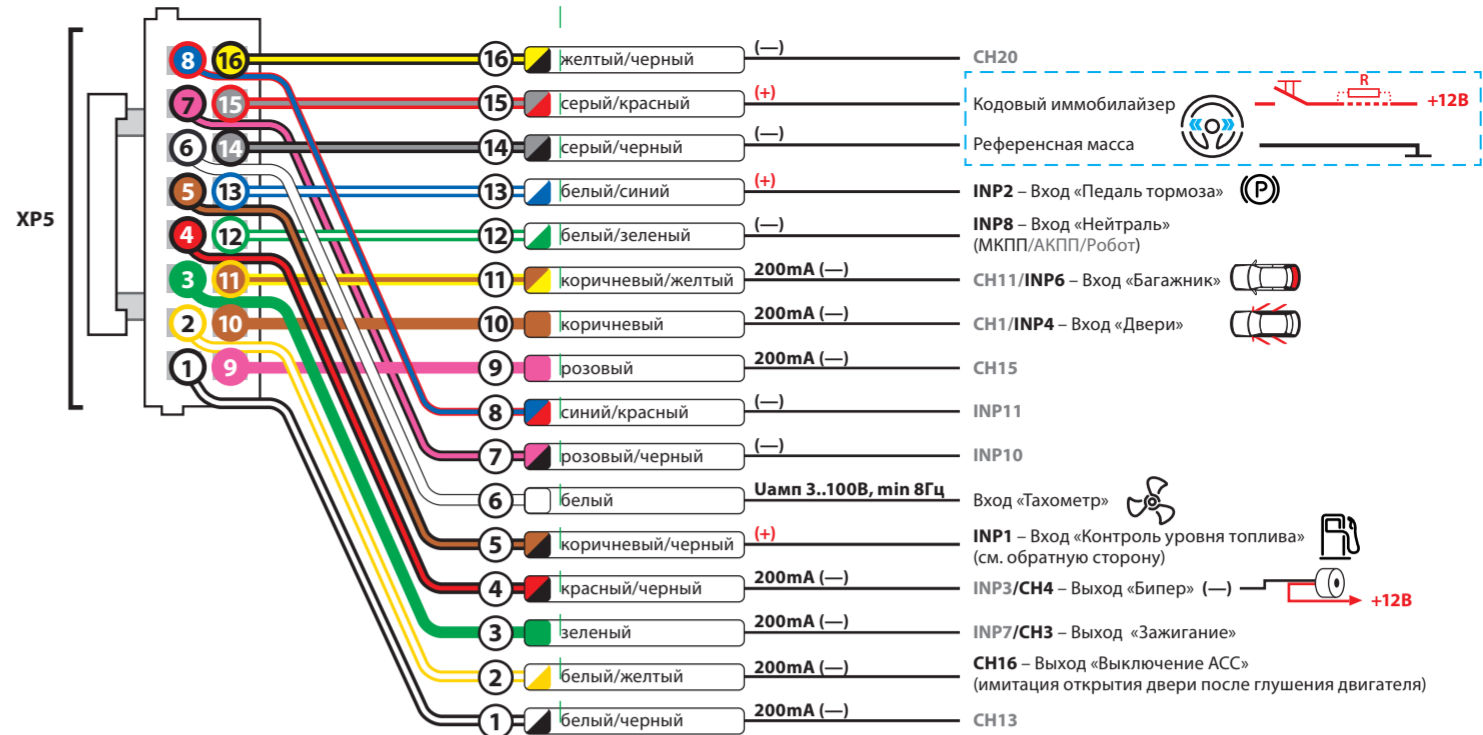 XP5
8 16 16 желтый/черный (—) CH20
7 15 15 серый/красный (+) Кодовый иммобилайзер R +12В
6 14 14 серый/черный (—) Референсная масса
5 13 13 белый/синий (+) INP2 – Вход «Педаль тормоза» (P)
4 12 12 белый/зеленый (—) INP8 – Вход «Нейтраль»
(МКПП/АКПП/Робот)
3 11 11 коричневый/желтый 200mA (—) CH11/INP6 – Вход «Багажник»
2 10 10 коричневый 200mA (—) CH1/INP4 – Вход «Двери»
1 9 9 розовый 200mA (—) CH15
8 синий/красный (—) INP11
7 розовый/черный (—) INP10
6 белый Uамп 3..100В, min 8Гц Вход «Тахометр»
5 коричневый/черный (+) INP1 – Вход «Контроль уровня топлива»
(см. обратную сторону)
4 красный/черный 200mA (—) INP3/CH4 – Выход «Бипер» (—) +12В
3 зеленый 200mA (—) INP7/CH3 – Выход «Зажигание»
2 белый/желтый 200mA (—) CH16 – Выход «Выключение ACC»
(имитация открытия двери после глушения двигателя)
1 белый/черный 200mA (—) CH13